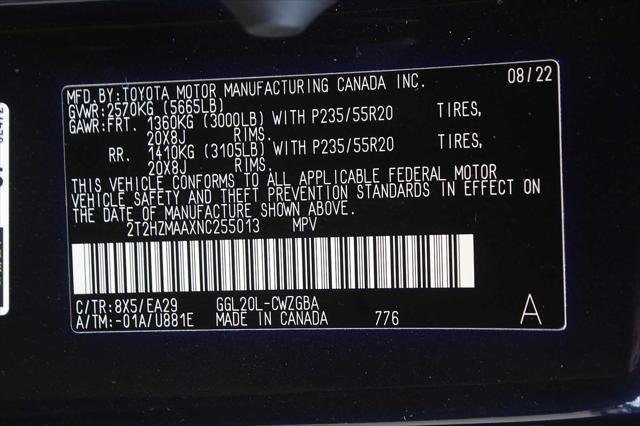 MFD.BY:TOYOTA MOTOR MANUFACTURING CANADA INC. 08/22
GVWR:2570KG (5665LB)
GAWR:FRT. 1360KG (3000LB) WITH P235/55R20 TIRES,
20X8J RIMS.
RR. 1410KG (3105LB) WITH P235/55R20 TIRES,
20X8J RIMS.
THIS VEHICLE CONFORMS TO ALL APPLICABLE FEDERAL MOTOR
VEHICLE SAFETY AND THEFT PREVENTION STANDARDS IN EFFECT ON
THE DATE OF MANUFACTURE SHOWN ABOVE.
2T2HZMAAXNC255013 MPV
C/TR:8X5/EA29 GGL20L-CWZGBA
A/TM:-01A/U881E MADE IN CANADA 776 A